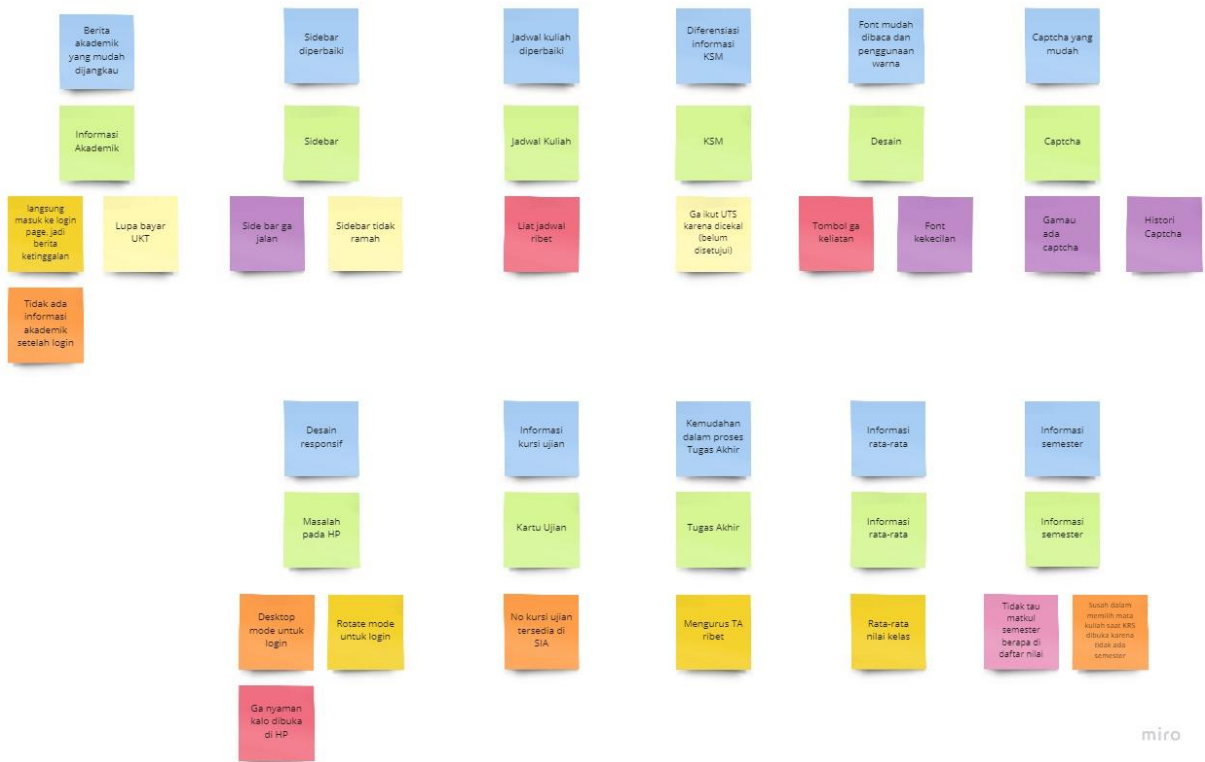 Berita
akademik
yang mudah
dijangkau
Sidebar
diperbaiki
Jadwal kuliah
diperbaiki
Diferensiasi
informasi
KSM
Font mudah
dibaca dan
penggunaan
warna
Captcha yang
mudah
Informasi
Akademik
Sidebar
Jadwal Kuliah
KSM
Desain
Captcha
langsung
masuk ke login
page, jadi
berita
ketinggalan
Lupa bayar
UKT
Side bar ga
jalan
Sidebar tidak
ramah
Liat jadwal
ribet
Ga ikut UTS
karena dicekal
(belum
disetujui)
Tombol ga
keliatan
Font
kekecilan
Gamau
ada
captcha
Histori
Captcha
Tidak ada
informasi
akademik
setelah login
Desain
responsif
Informasi
kursi ujian
Kemudahan
dalam proses
Tugas Akhir
Informasi
rata-rata
Informasi
semester
Masalah
pada HP
Kartu Ujian
Tugas Akhir
Informasi
rata-rata
Informasi
semester
Desktop
mode untuk
login
Rotate mode
untuk login
No kursi ujian
tersedia di
SIA
Mengurus TA
ribet
Rata-rata
nilai kelas
Tidak tau
matkul
semester
berapa di
daftar nilai
Susah dalam
memilih mata
kuliah saat KRS
dibuka karena
tidak ada
semester
Ga nyaman
kalo dibuka
di HP
miro